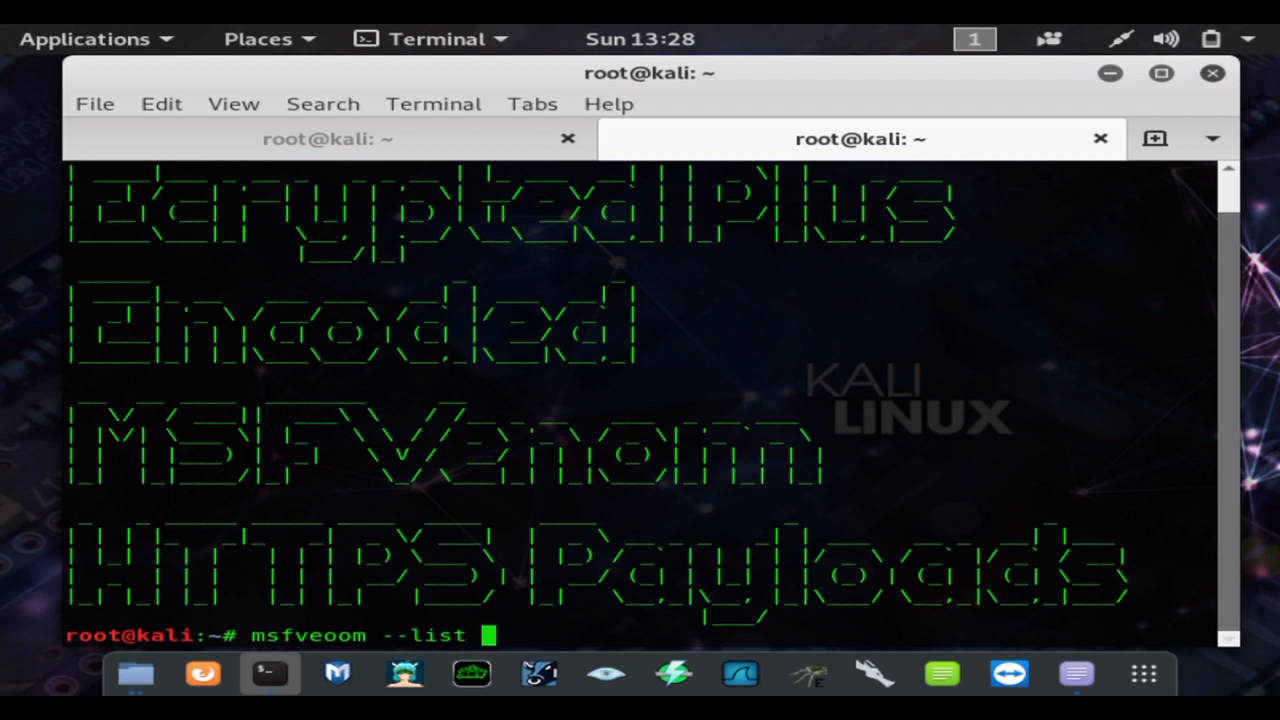 Applications Places Terminal Sun 13:28 1
root@kali: ~
File Edit View Search Terminal Tabs Help
root@kali: ~ root@kali: ~
Ecrypted Plus
Encoded
MSFVenom
HTTPS Payloads
KALI
LINUX
root@kali:~# msfveoom --list